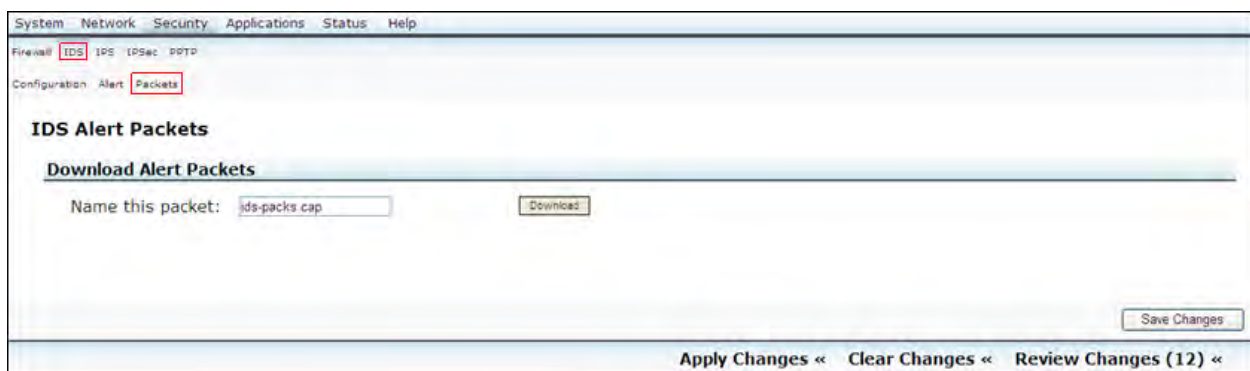 System Network Security Applications Status Help
Firewall IDS IPS IPSec PPTP
Configuration Alert Packets
IDS Alert Packets
Download Alert Packets
Name this packet: ids-packs.cap Download
Save Changes
Apply Changes « Clear Changes « Review Changes (12) «